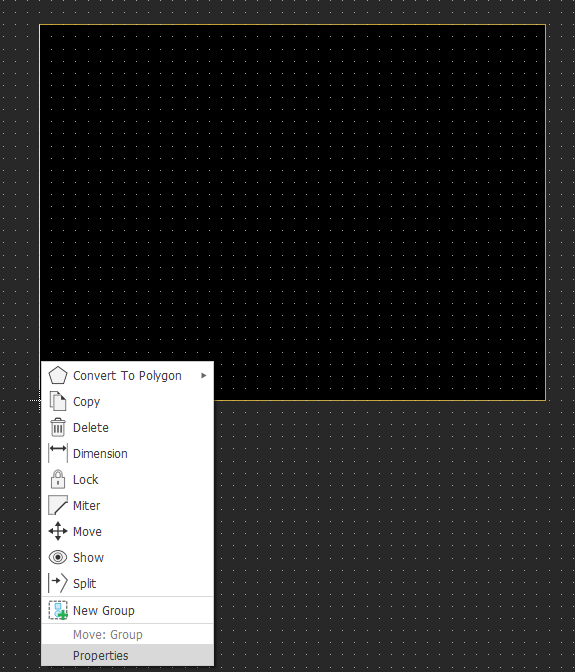 Convert To Polygon
Copy
Delete
Dimension
Lock
Miter
Move
Show
Split
New Group
Move: Group
Properties